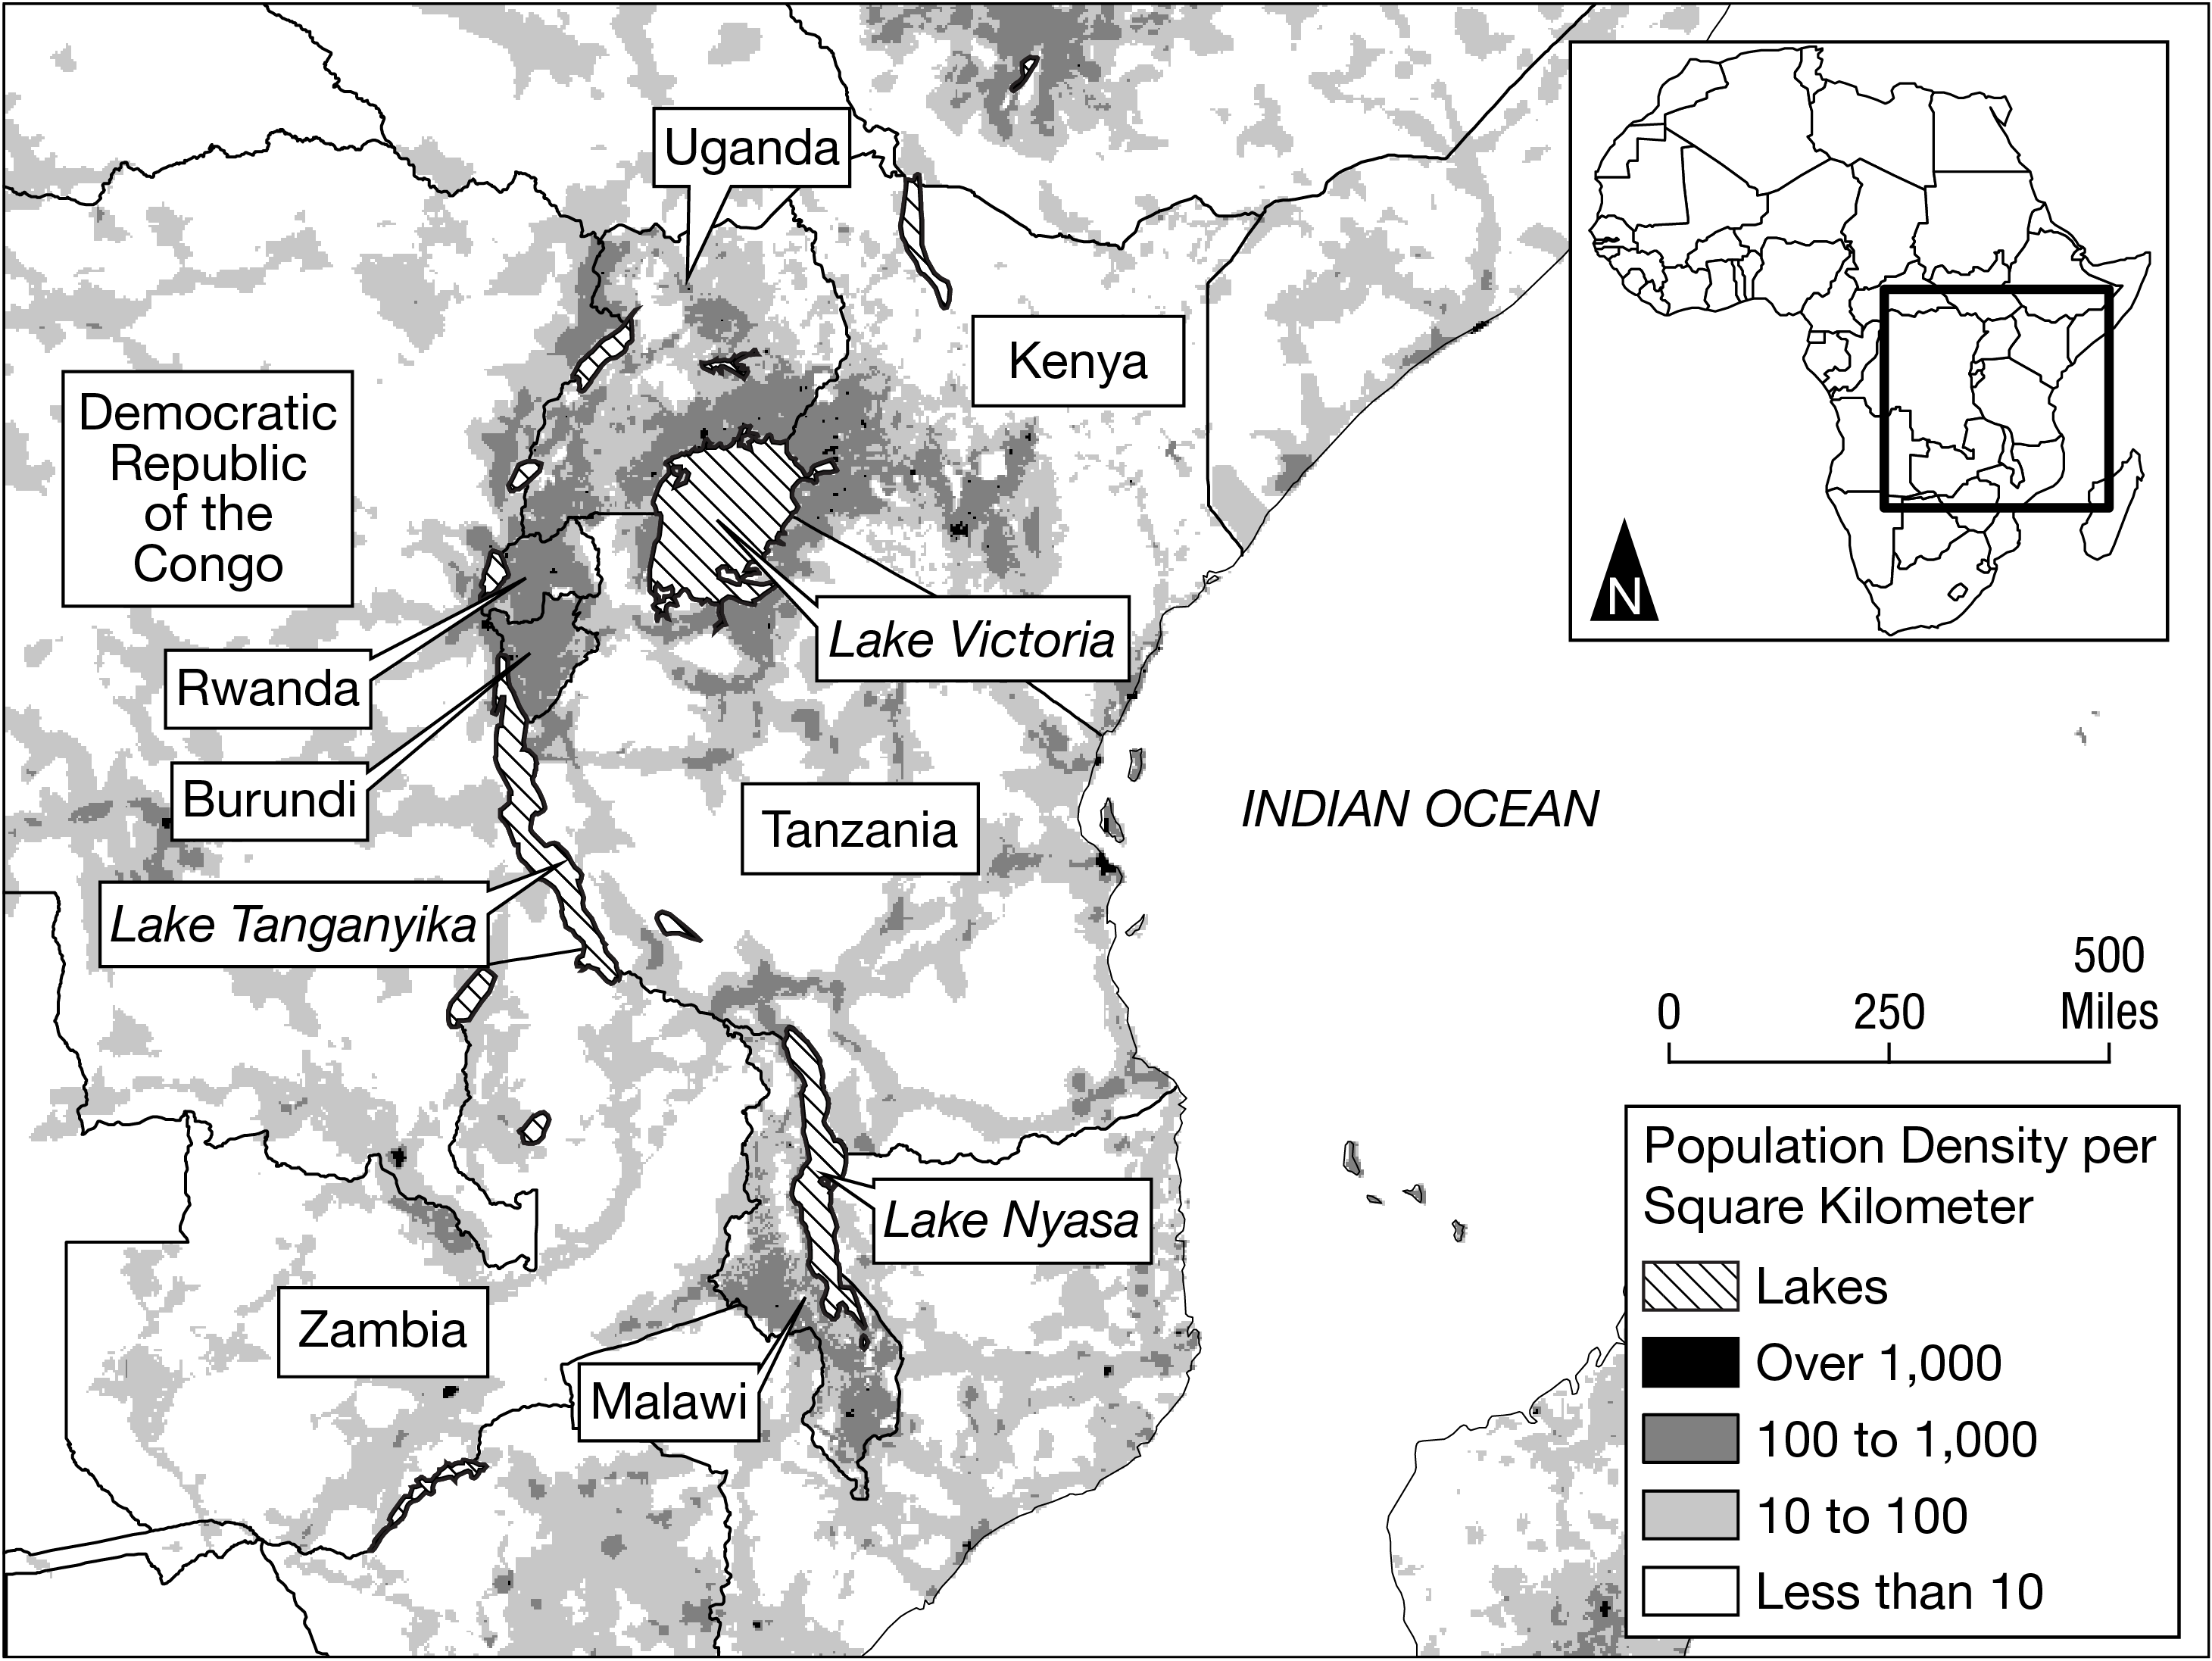 Uganda
Kenya
Democratic
Republic
of the
Congo
N
Lake Victoria
Rwanda
Burundi
Tanzania
INDIAN OCEAN
Lake Tanganyika
500
0 250 Miles
Lake Nyasa
Zambia
Malawi
Population Density per
Square Kilometer
Lakes
Over 1,000
100 to 1,000
10 to 100
Less than 10